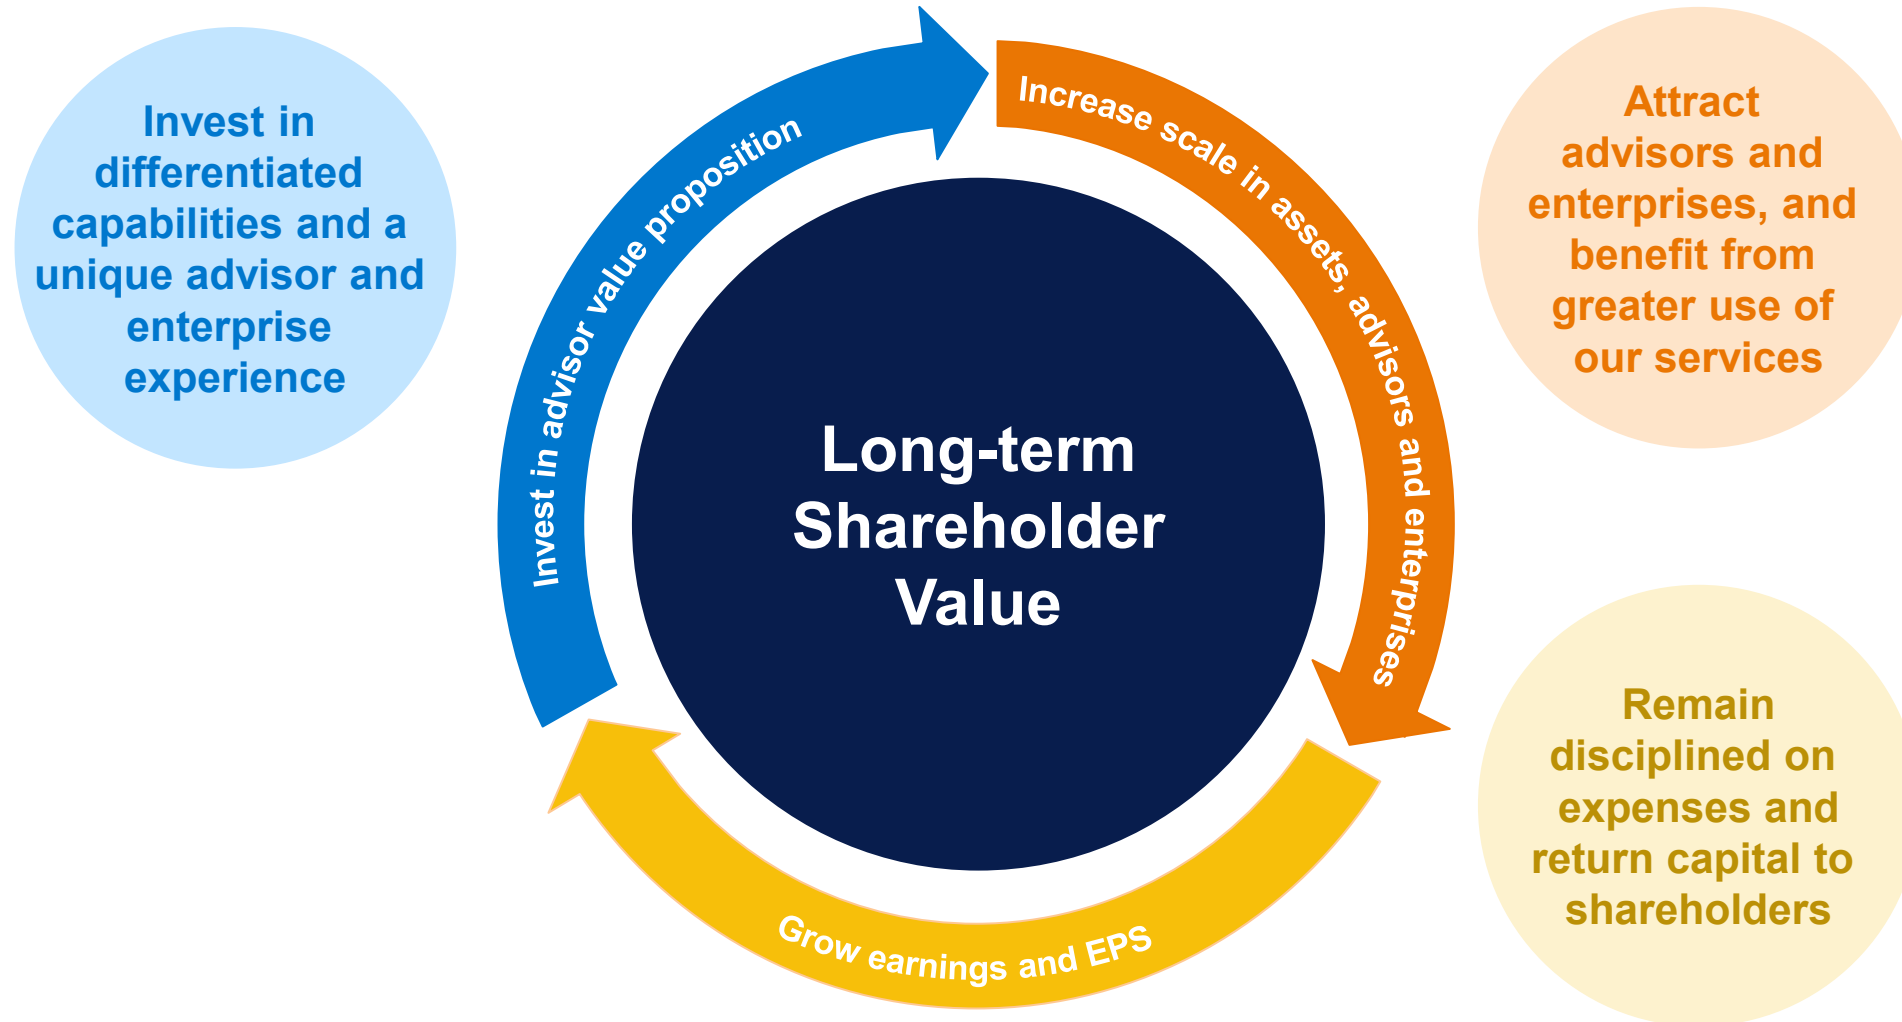 Invest in
differentiated
capabilities and a
unique advisor and
enterprise
experience
Invest in advisor value proposition
Increase scale in assets, advisors and enterprises
Attract
advisors and
enterprises, and
benefit from
greater use of
our services
Long-term
Shareholder
Value
Remain
disciplined on
expenses and
return capital to
shareholders
Grow earnings and EPS